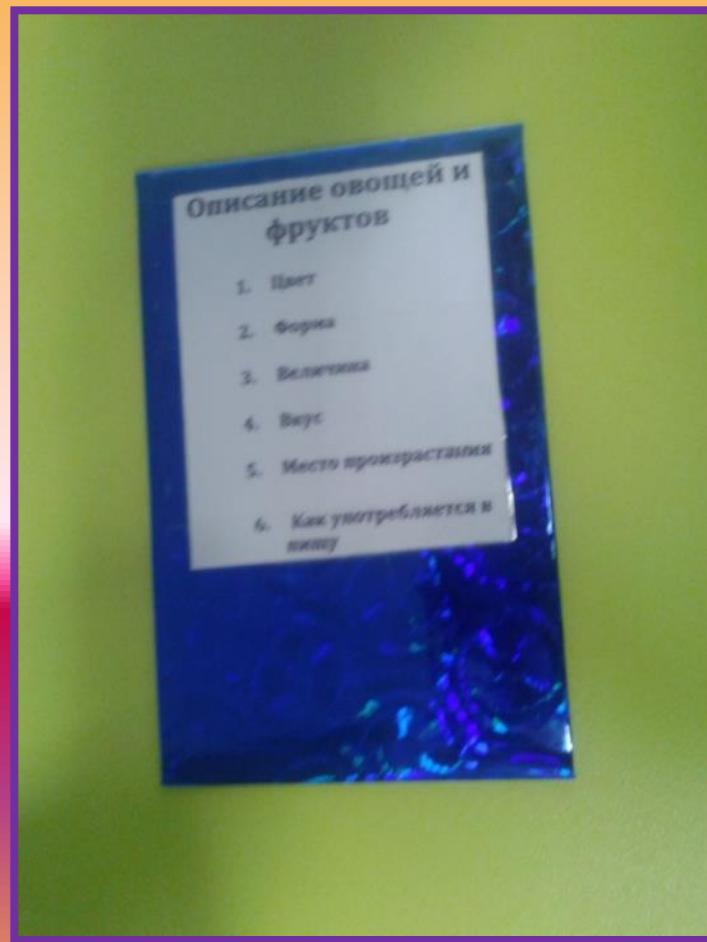 Описание овощей и
фруктов
1. Цвет
2. Форма
3. Величина
4. Вкус
5. Место произрастания
6. Как употребляется в
пищу